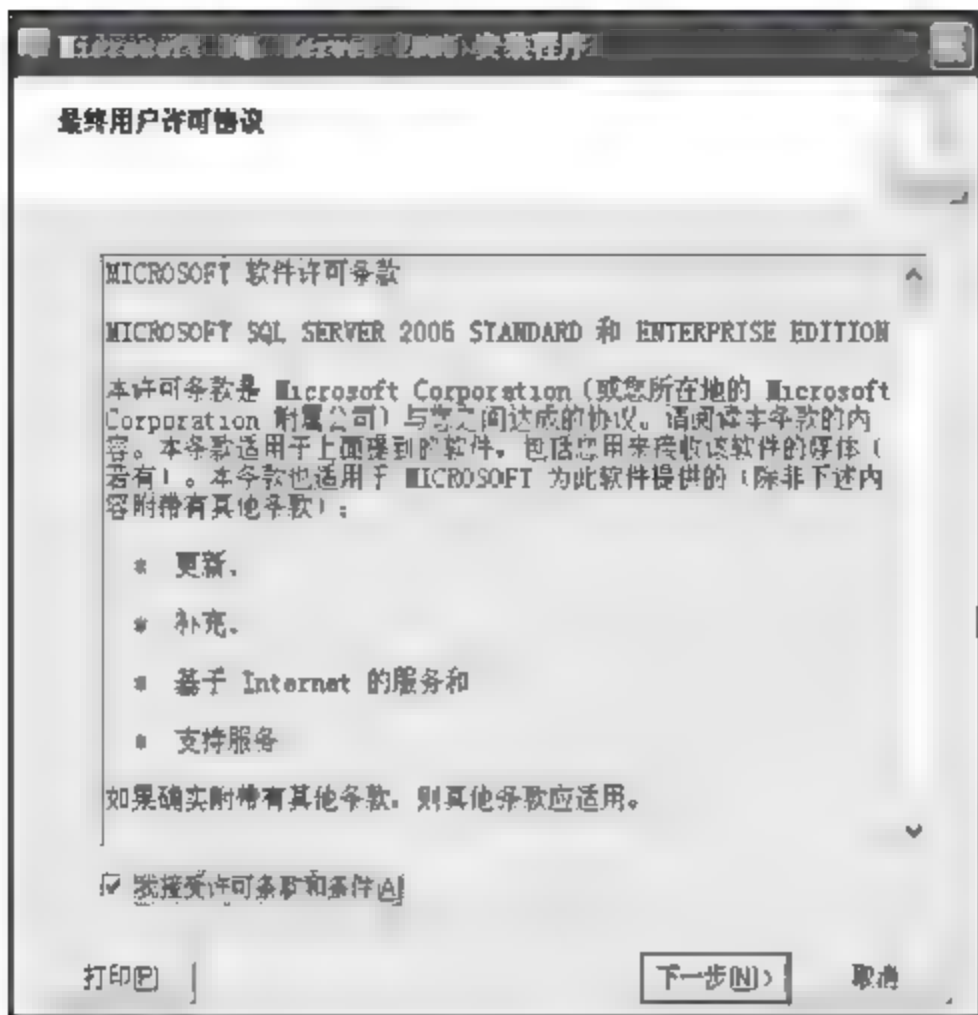 Microsoft SQL Server 2005 安装程序
最终用户许可协议
MICROSOFT 软件许可条款
MICROSOFT SQL SERVER 2005 STANDARD 和 ENTERPRISE EDITION
本许可条款是 Microsoft Corporation（或您所在地的 Microsoft
Corporation 附属公司）与您之间达成的协议。请阅读本条款的内
容。本条款适用于上面提到的软件，包括您用来接收该软件的媒体（
若有）。本条款也适用于 MICROSOFT 为此软件提供的（除非下述内
容附带有其他条款）：
* 更新、
* 补充、
* 基于 Internet 的服务和
* 支持服务
如果确实附带有其他条款，则其他条款应适用。
我接受许可条款和条件(A)
打印(P)
下一步(N)>
取消